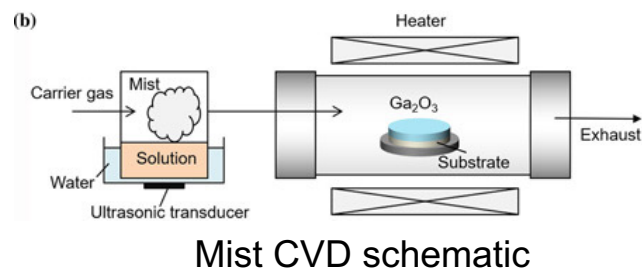 (b)
Heater
Mist
Carrier gas
Ga₂O₃
Solution
Exhaust
Substrate
Water
Ultrasonic transducer
Mist CVD schematic